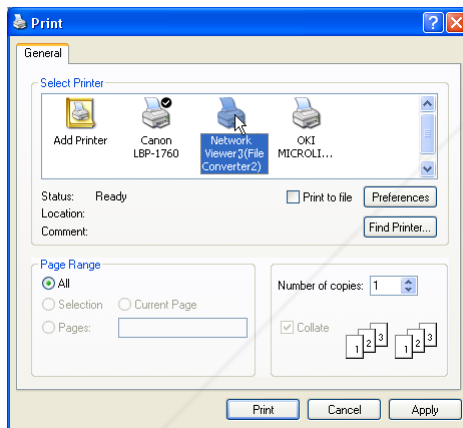 Print
General
Select Printer
Add Printer
Canon
LBP-1760
Network
Viewer3(File
Converter2)
OKI
MICROLI...
Status: Ready
Location:
Comment:
Print to file
Preferences
Find Printer...
Page Range
All
Selection
Current Page
Pages:
Number of copies: 1
Collate
1 2 3 1 2 3
Print Cancel Apply